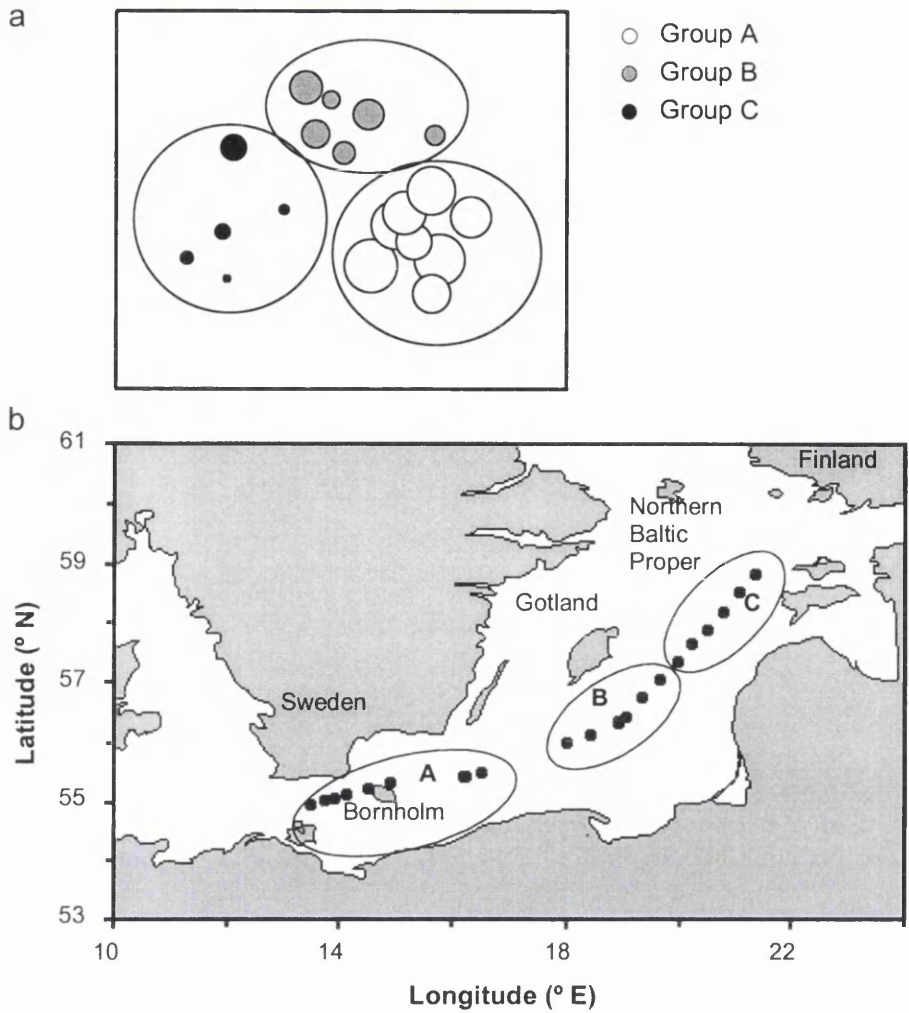 a
Group A
Group B
Group C
b
61
59
57
55
53
Latitude (º N)
Finland
Northern
Baltic
Proper
Gotland
C
B
Sweden
A
Bornholm
10
14
18
22
Longitude (º E)